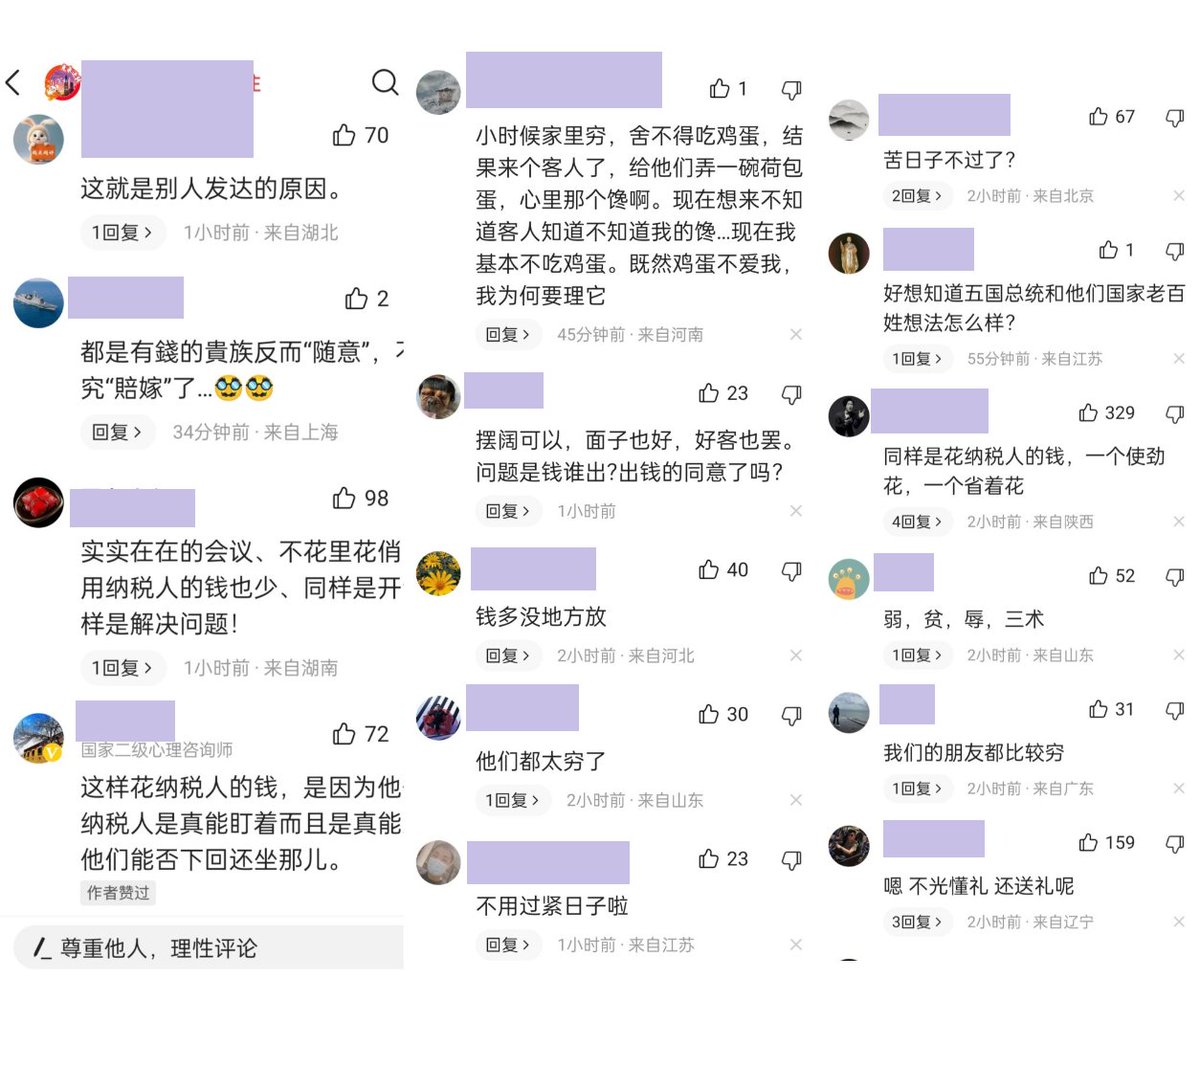 注
70
这就是别人发达的原因。
1回复 >
1小时前 · 来自湖北
2
都是有錢的貴族反而“随意”，
究“賠嫁”了...🥸🥸
回复 >
34分钟前 · 来自上海
98
实实在在的会议、不花里花俏
用纳税人的钱也少、同样是开
样是解决问题！
1回复 >
1小时前 · 来自湖南
72
国家二级心理咨询师
这样花纳税人的钱，是因为他
纳税人是真能盯着而且是真能
他们能否下回还坐那儿。
作者赞过
尊重他人，理性评论
1
小时候家里穷，舍不得吃鸡蛋，结
果来个客人了，给他们弄一碗荷包
蛋，心里那个馋啊。现在想来不知
道客人知道不知道我的馋...现在我
基本不吃鸡蛋。既然鸡蛋不爱我，
我为何要理它
回复 >
45分钟前 · 来自河南
23
摆阔可以，面子也好，好客也罢。
问题是钱谁出?出钱的同意了吗?
回复 >
1小时前
40
钱多没地方放
回复 >
2小时前 · 来自河北
30
他们都太穷了
1回复 >
2小时前 · 来自山东
23
不用过紧日子啦
回复 >
1小时前 · 来自江苏
67
苦日子不过了？
2回复 >
2小时前 · 来自北京
1
好想知道五国总统和他们国家老百
姓想法怎么样？
1回复 >
55分钟前 · 来自江苏
329
同样是花纳税人的钱，一个使劲
花，一个省着花
4回复 >
2小时前 · 来自陕西
52
弱，贫，辱，三术
1回复 >
2小时前 · 来自山东
31
我们的朋友都比较穷
1回复 >
2小时前 · 来自广东
159
嗯 不光懂礼 还送礼呢
3回复 >
2小时前 · 来自辽宁